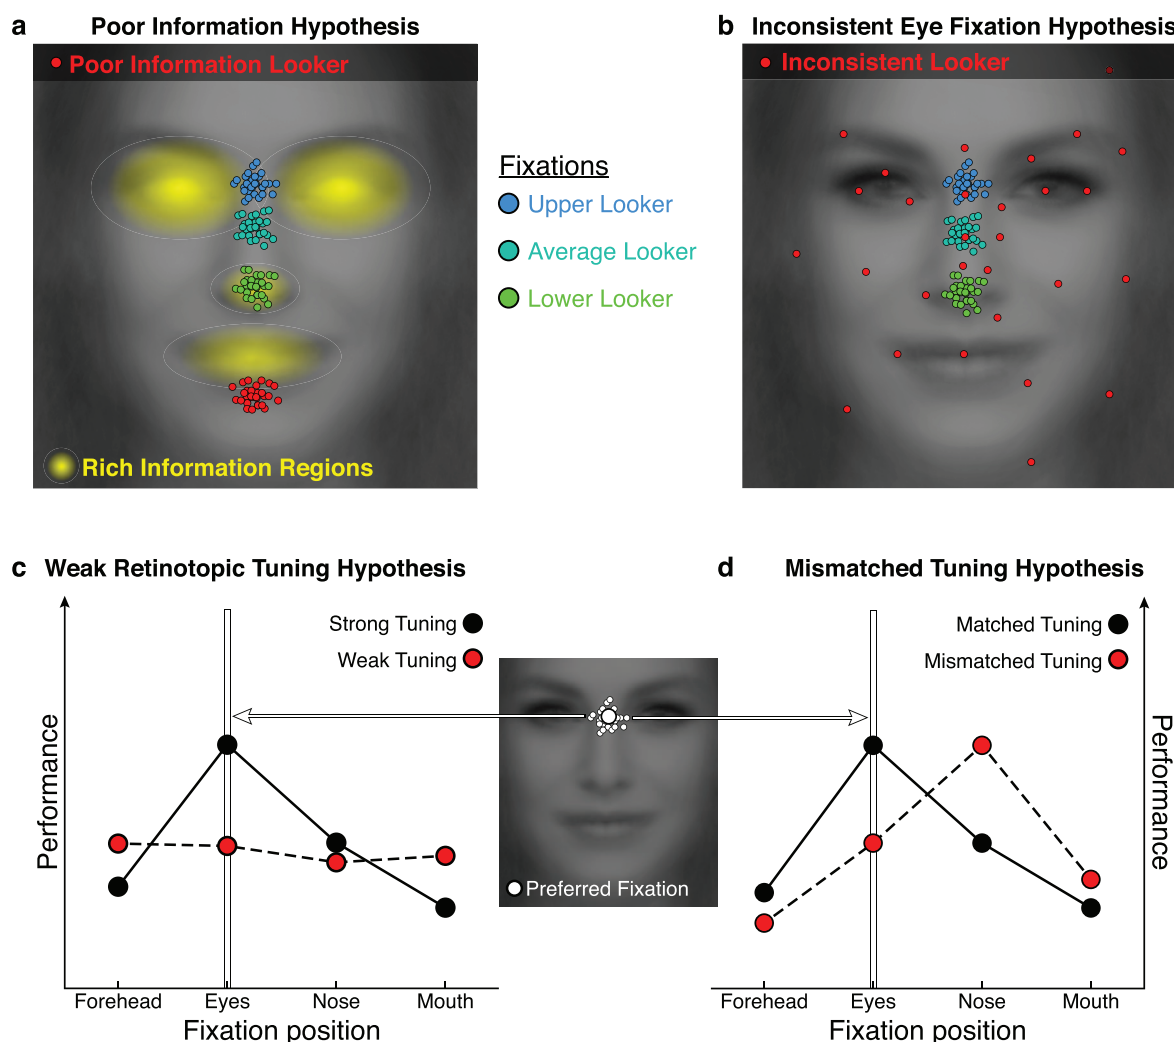 a Poor Information Hypothesis
Poor Information Looker
Rich Information Regions
Fixations
Upper Looker
Average Looker
Lower Looker
b Inconsistent Eye Fixation Hypothesis
Inconsistent Looker
c Weak Retinotopic Tuning Hypothesis
Strong Tuning
Weak Tuning
Performance
Forehead Eyes Nose Mouth
Fixation position
Preferred Fixation
d Mismatched Tuning Hypothesis
Matched Tuning
Mismatched Tuning
Performance
Forehead Eyes Nose Mouth
Fixation position